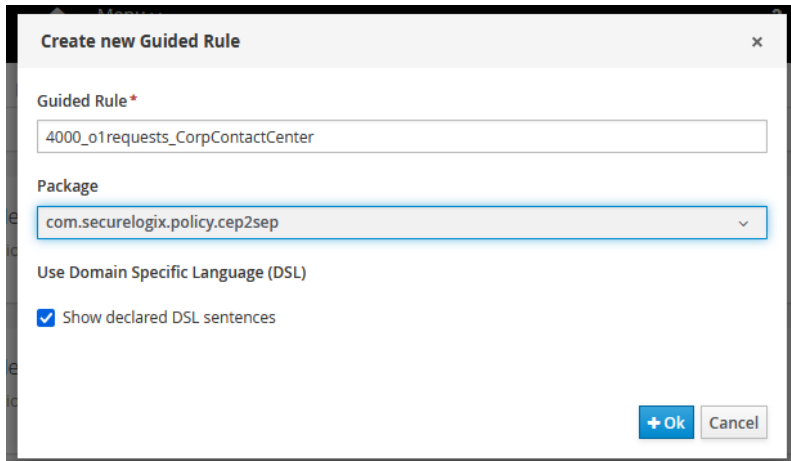 Create new Guided Rule
Guided Rule*
4000_o1requests_CorpContactCenter
Package
com.securelogix.policy.cep2sep
Use Domain Specific Language (DSL)
Show declared DSL sentences
+ Ok Cancel